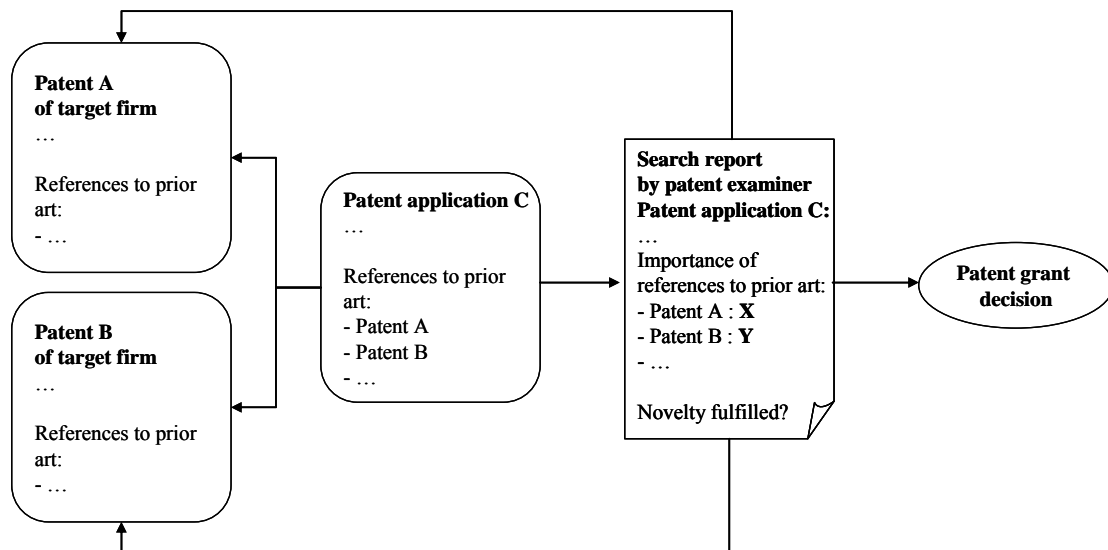 Patent A
of target firm
…
References to prior
art:
- …
Patent B
of target firm
…
References to prior
art:
- …
Patent application C
…
References to prior
art:
- Patent A
- Patent B
- …
Search report
by patent examiner
Patent application C:
…
Importance of
references to prior art:
- Patent A : X
- Patent B : Y
- …
Novelty fulfilled?
Patent grant
decision